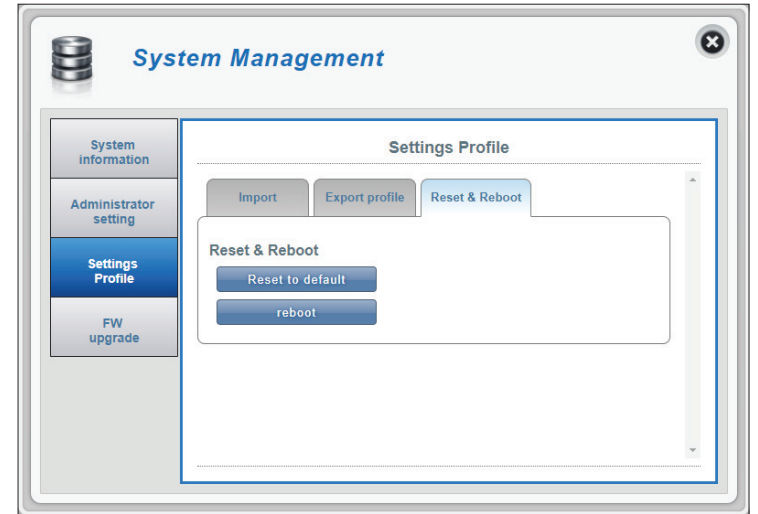 System Management
System
information
Administrator
setting
Settings
Profile
FW
upgrade
Settings Profile
Import
Export profile
Reset & Reboot
Reset & Reboot
Reset to default
reboot